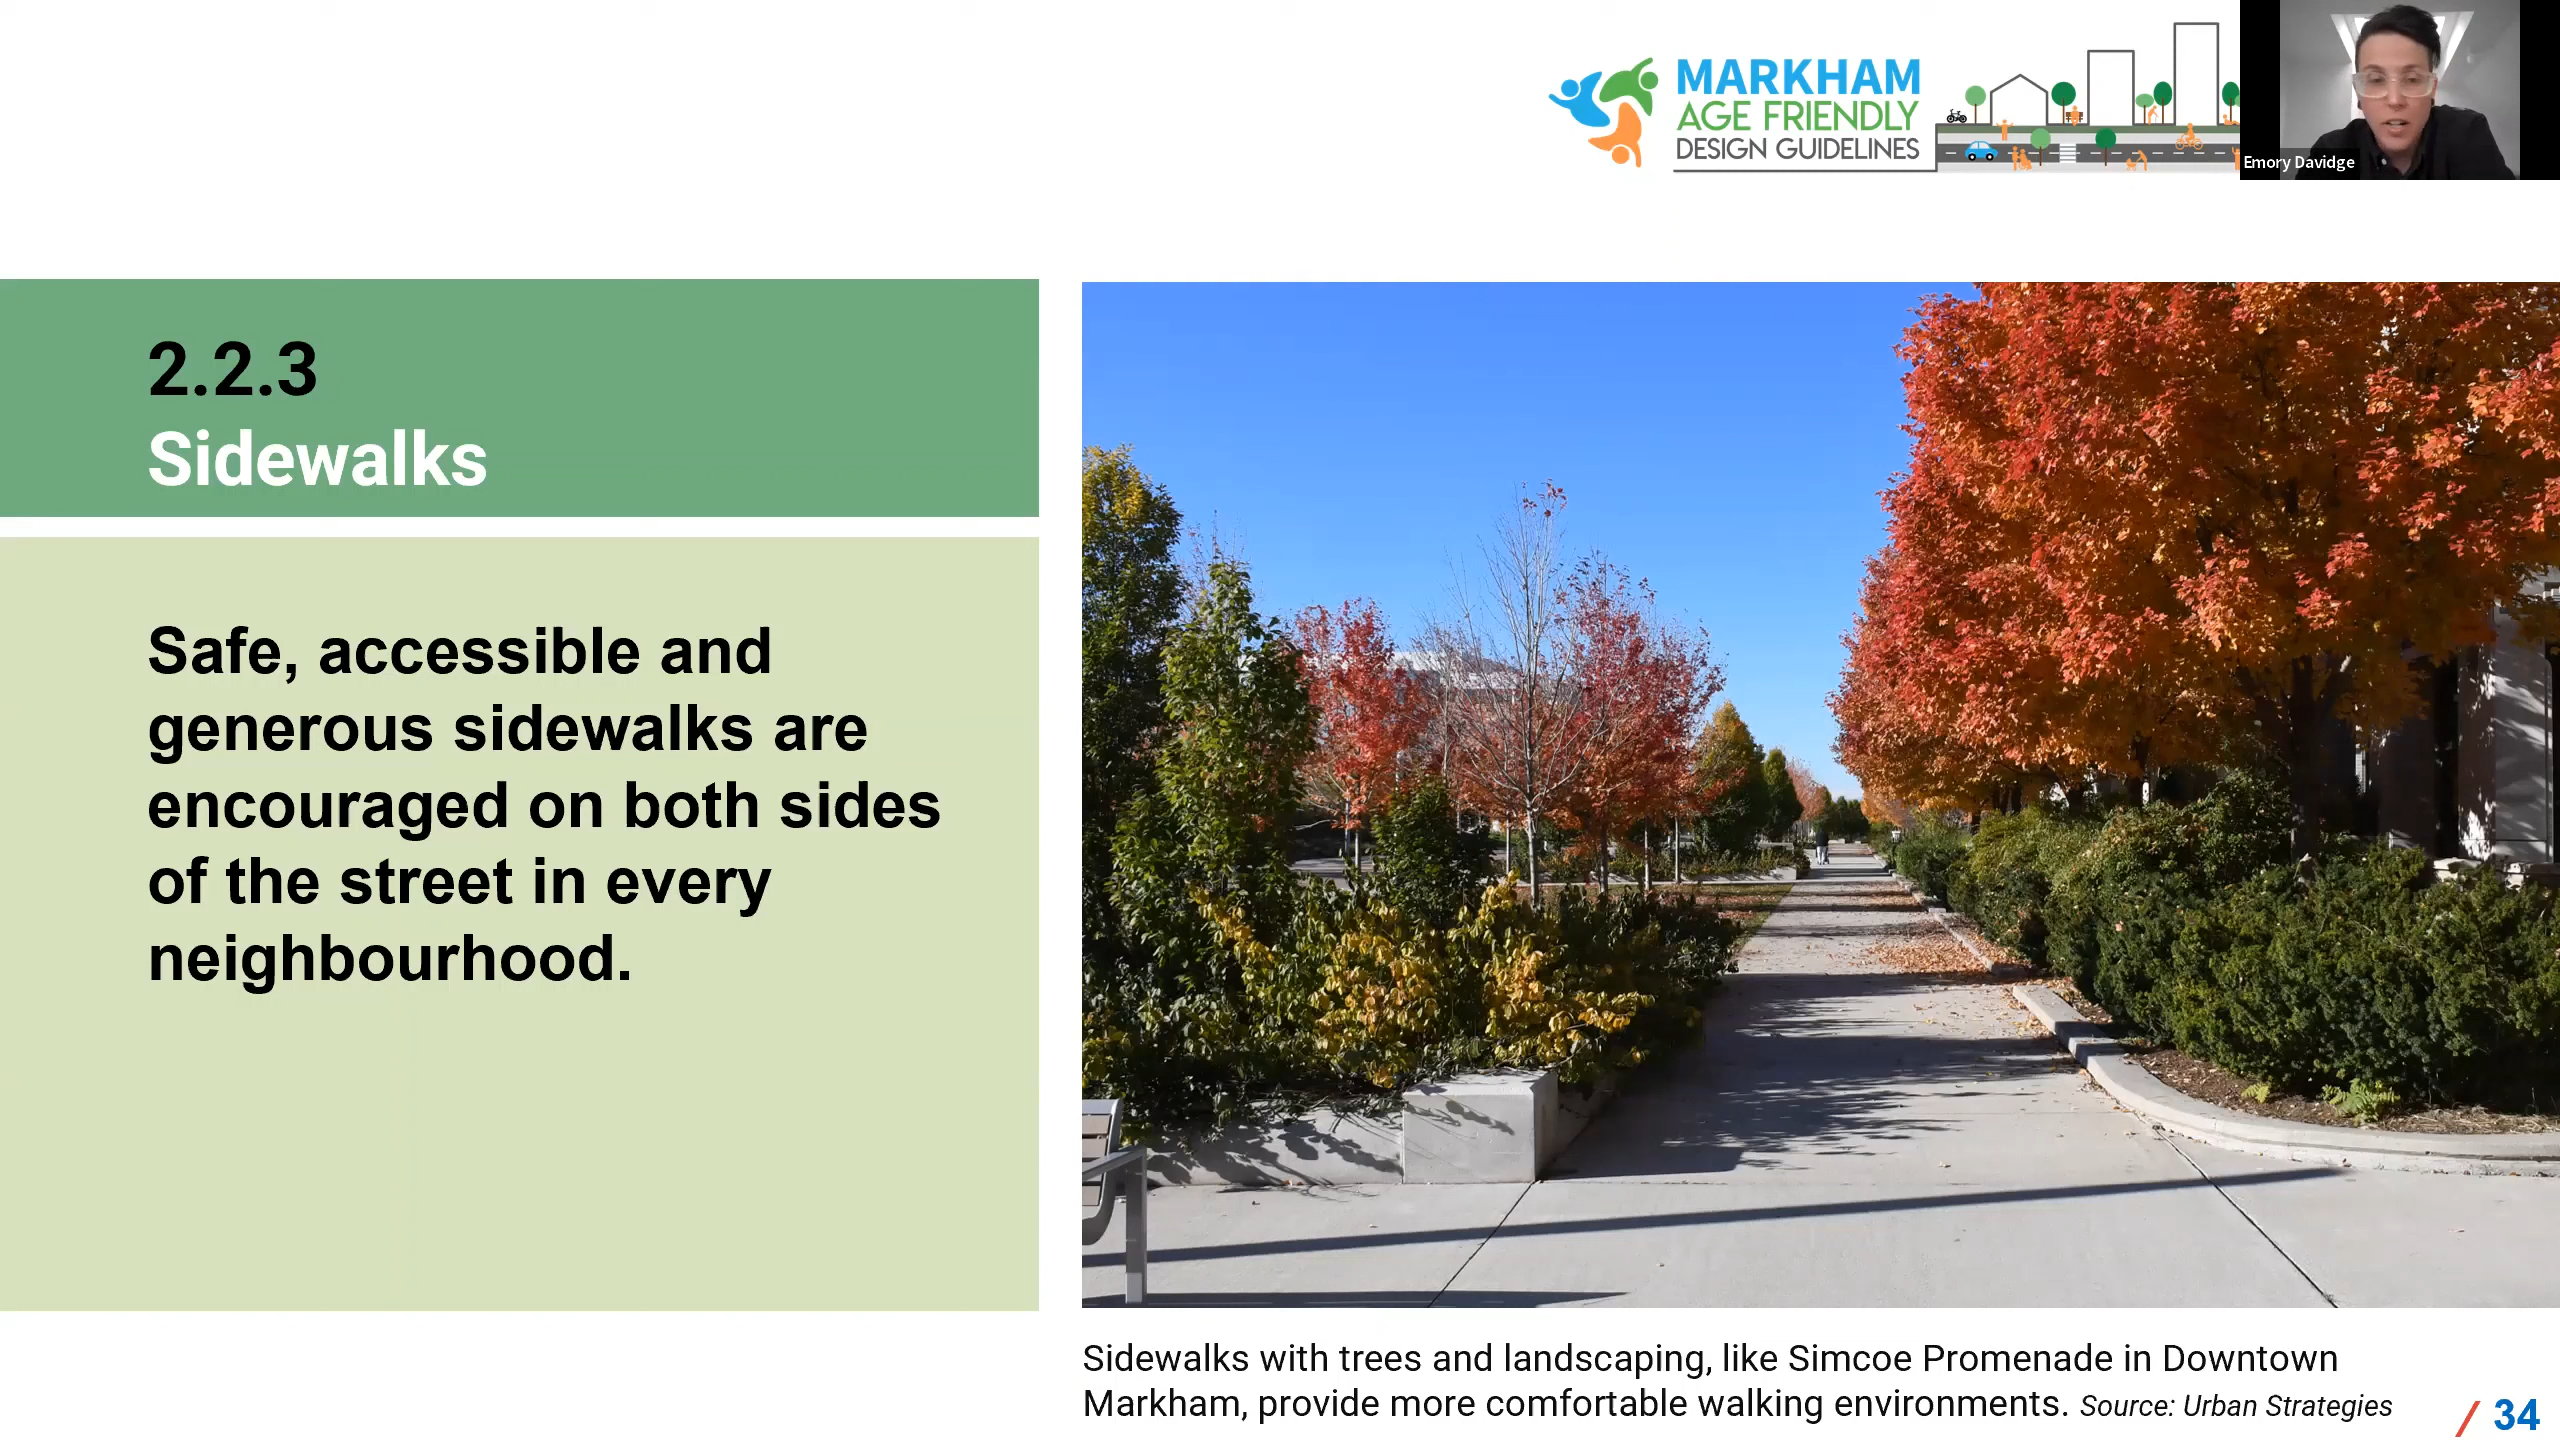 MARKHAM
AGE FRIENDLY
DESIGN GUIDELINES
Emory Davidge
2.2.3
Sidewalks
Safe, accessible and
generous sidewalks are
encouraged on both sides
of the street in every
neighbourhood.
Sidewalks with trees and landscaping, like Simcoe Promenade in Downtown
Markham, provide more comfortable walking environments. Source: Urban Strategies
/ 34